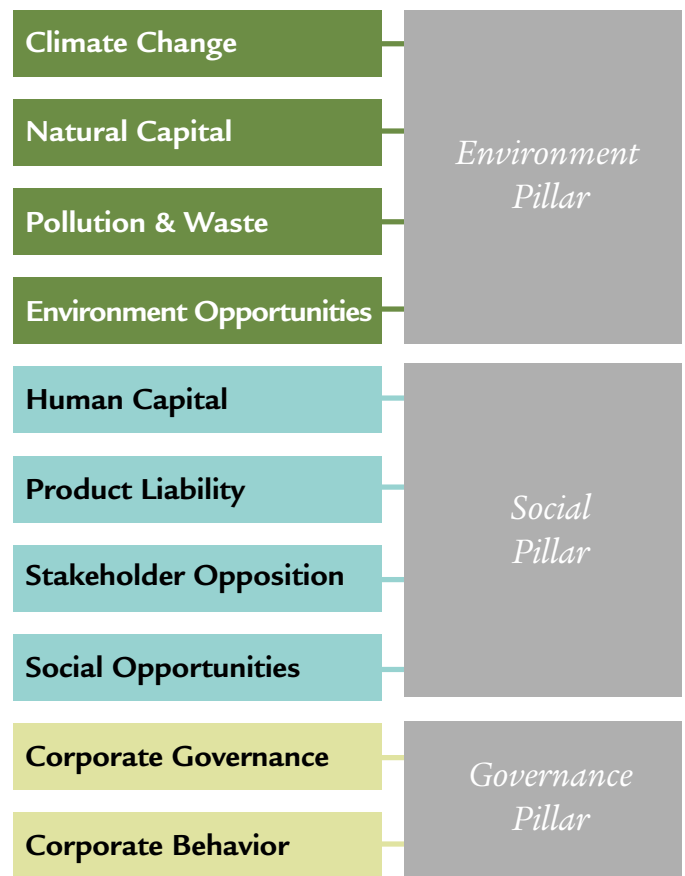 Climate Change
Natural Capital
Pollution & Waste
Environment Opportunities
Environment
Pillar
Human Capital
Product Liability
Stakeholder Opposition
Social Opportunities
Social
Pillar
Corporate Governance
Corporate Behavior
Governance
Pillar